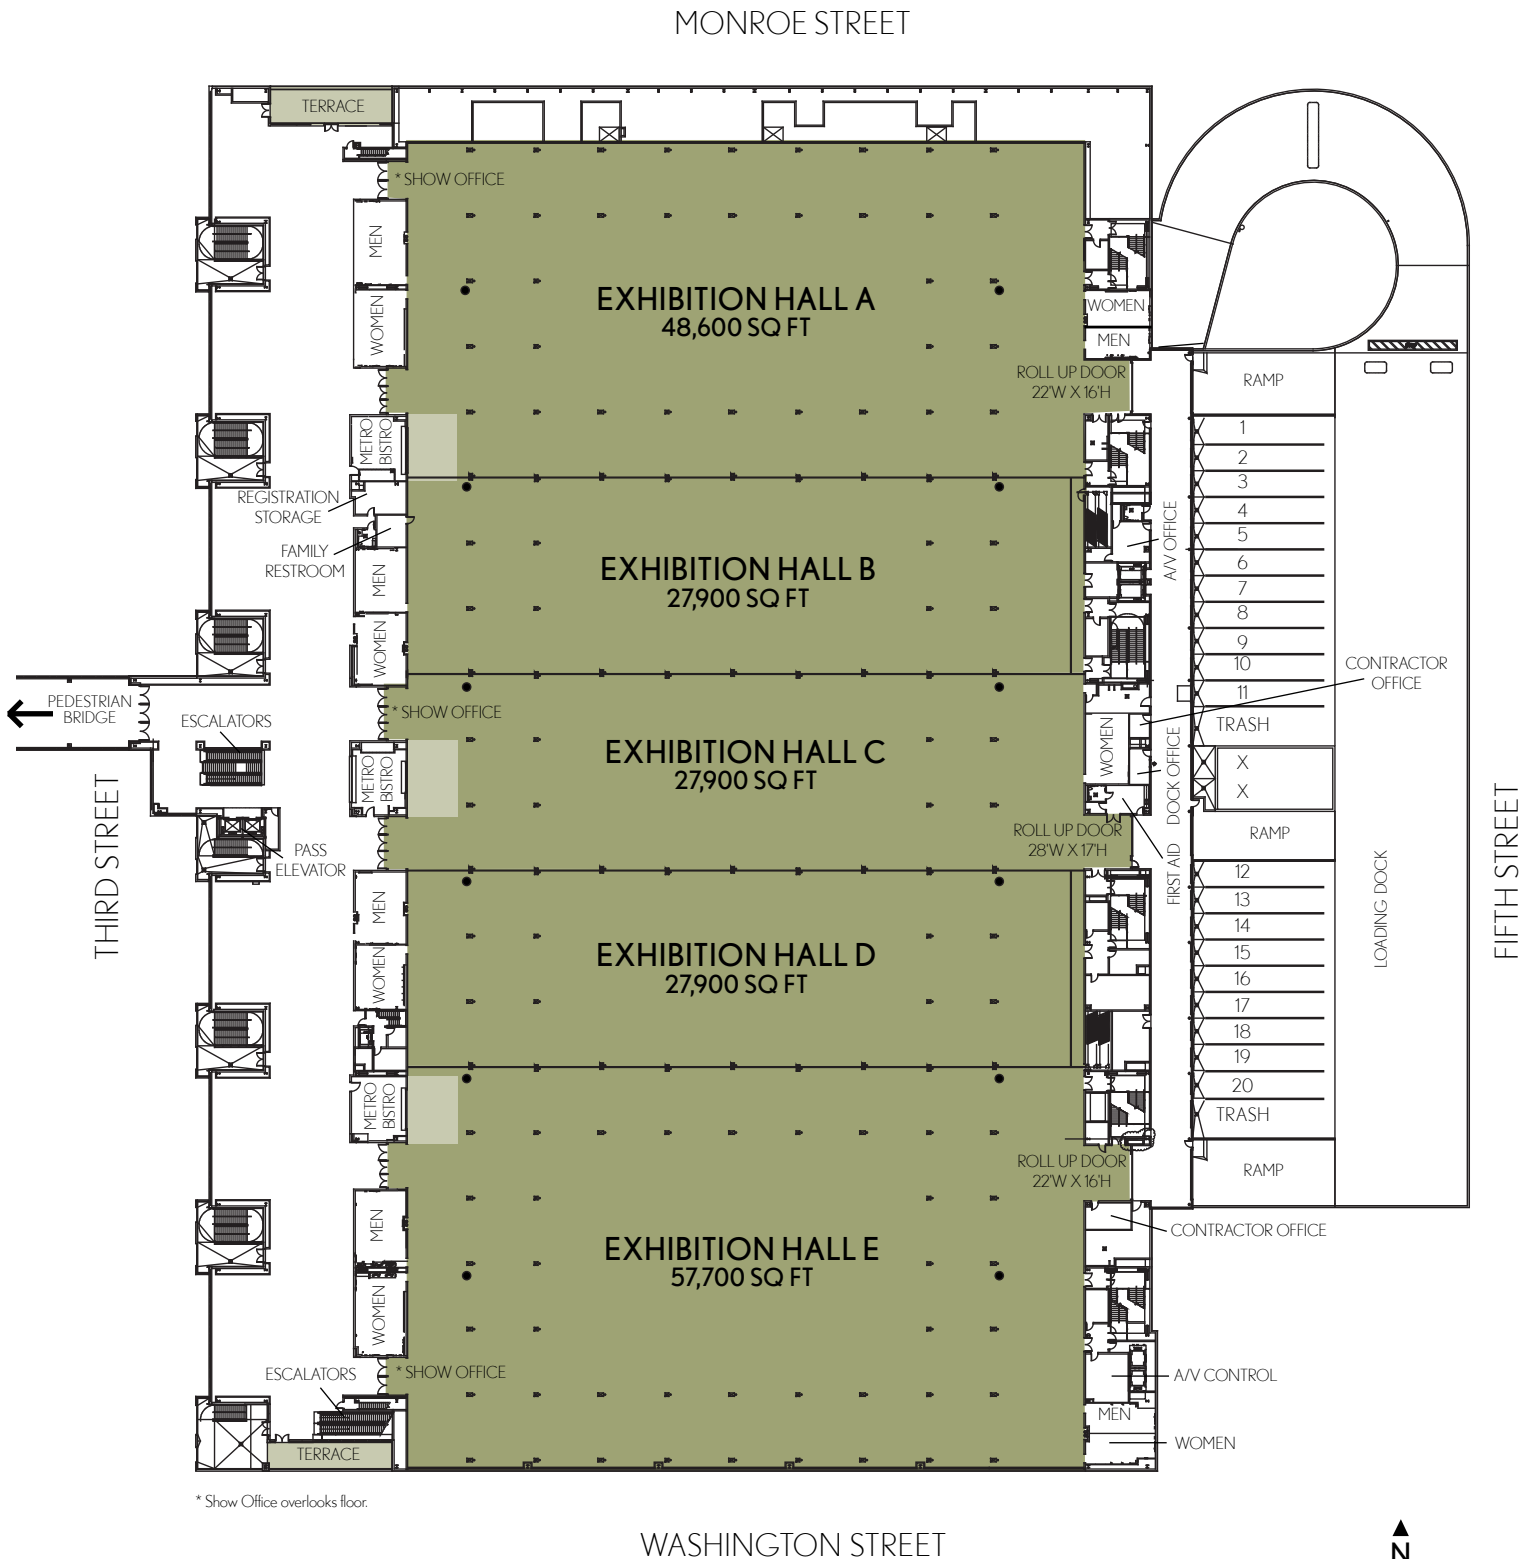 MONROE STREET
TERRACE
* SHOW OFFICE
MEN
WOMEN
EXHIBITION HALL A
48,600 SQ FT
WOMEN
MEN
ROLL UP DOOR
22'W X 16'H
RAMP
METRO
BISTRO
1
2
3
4
5
6
7
8
9
10
11
TRASH
X
X
REGISTRATION
STORAGE
FAMILY
RESTROOM
MEN
WOMEN
EXHIBITION HALL B
27,900 SQ FT
A/V OFFICE
CONTRACTOR
OFFICE
PEDESTRIAN
BRIDGE
ESCALATORS
* SHOW OFFICE
METRO
BISTRO
EXHIBITION HALL C
27,900 SQ FT
WOMEN
DOCK OFFICE
ROLL UP DOOR
28'W X 17'H
FIRST AID
RAMP
THIRD STREET
PASS
ELEVATOR
FIFTH STREET
LOADING DOCK
MEN
WOMEN
EXHIBITION HALL D
27,900 SQ FT
12
13
14
15
16
17
18
19
20
TRASH
METRO
BISTRO
ROLL UP DOOR
22'W X 16'H
RAMP
MEN
WOMEN
EXHIBITION HALL E
57,700 SQ FT
CONTRACTOR OFFICE
ESCALATORS
* SHOW OFFICE
A/V CONTROL
MEN
WOMEN
TERRACE
* Show Office overlooks floor.
WASHINGTON STREET
N